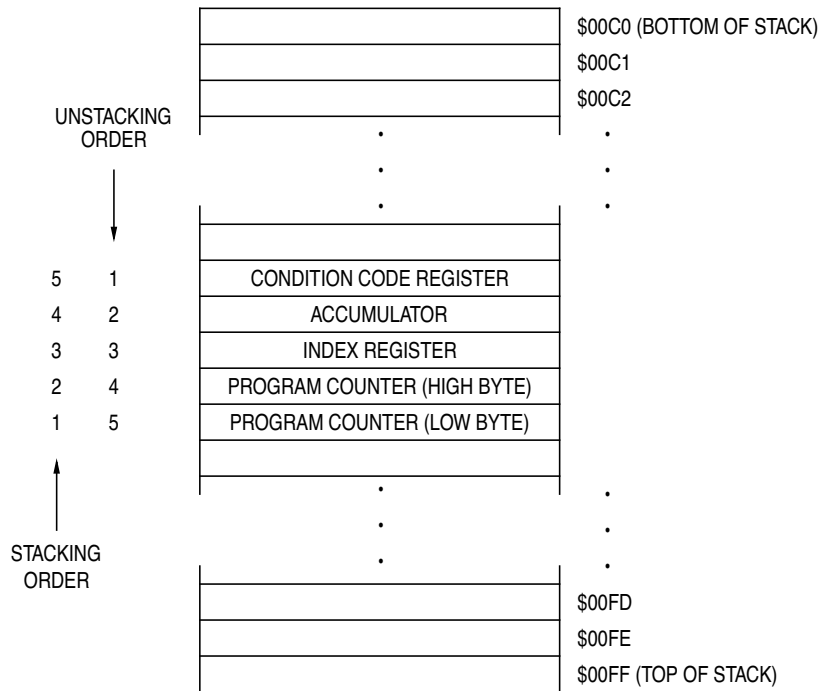 $00C0 (BOTTOM OF STACK)
$00C1
$00C2
UNSTACKING
ORDER
5 1 CONDITION CODE REGISTER
4 2 ACCUMULATOR
3 3 INDEX REGISTER
2 4 PROGRAM COUNTER (HIGH BYTE)
1 5 PROGRAM COUNTER (LOW BYTE)
STACKING
ORDER
$00FD
$00FE
$00FF (TOP OF STACK)